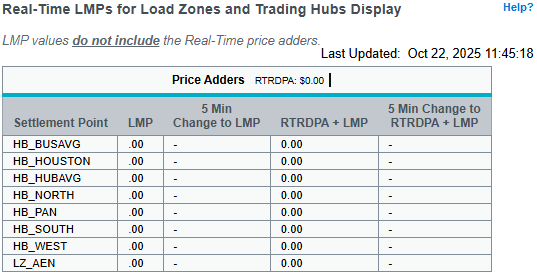 Real-Time LMPs for Load Zones and Trading Hubs Display Help?
LMP values do not include the Real-Time price adders.
Last Updated: Oct 22, 2025 11:45:18
Price Adders RTRDPA: $0.00 |
Settlement Point LMP 5 Min Change to LMP RTRDPA + LMP 5 Min Change to RTRDPA + LMP
HB_BUSAVG .00 - 0.00 -
HB_HOUSTON .00 - 0.00 -
HB_HUBAVG .00 - 0.00 -
HB_NORTH .00 - 0.00 -
HB_PAN .00 - 0.00 -
HB_SOUTH .00 - 0.00 -
HB_WEST .00 - 0.00 -
LZ_AEN .00 - 0.00 -